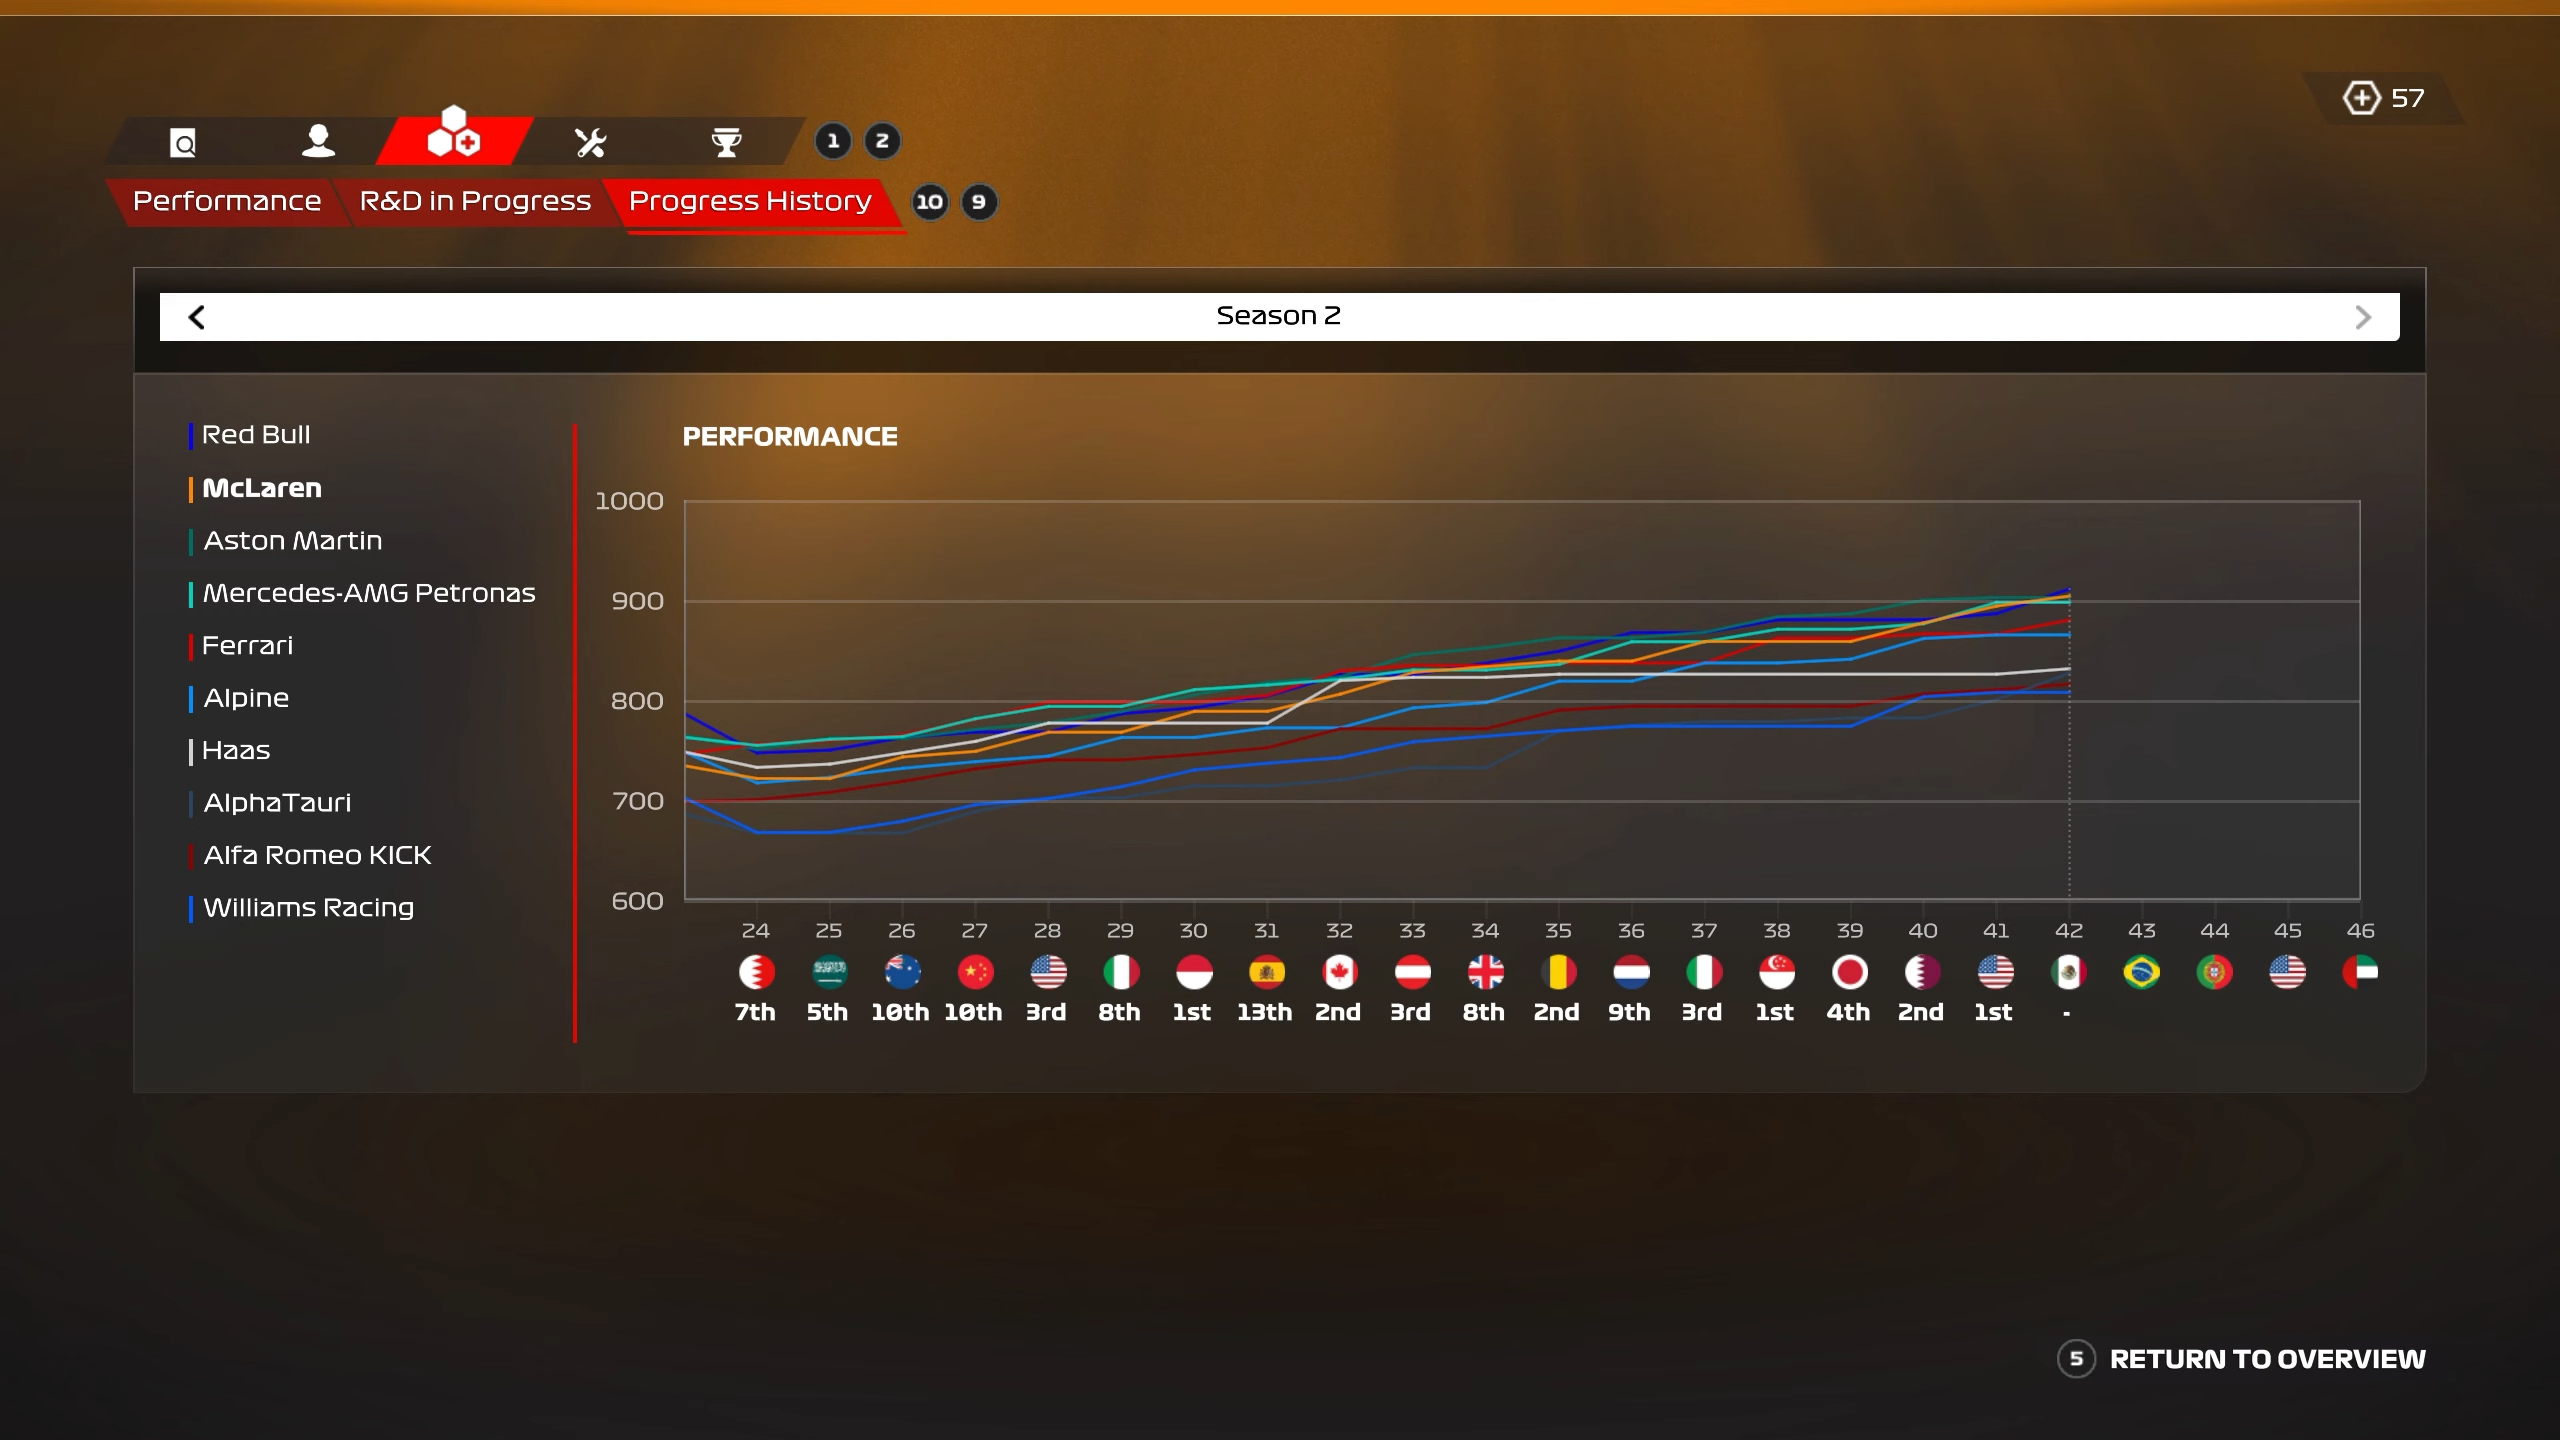 57
1 2
Performance R&D in Progress Progress History 10 9
Season 2
Red Bull
McLaren
Aston Martin
Mercedes-AMG Petronas
Ferrari
Alpine
Haas
AlphaTauri
Alfa Romeo KICK
Williams Racing
PERFORMANCE
1000
900
800
700
600
24 25 26 27 28 29 30 31 32 33 34 35 36 37 38 39 40 41 42 43 44 45 46
7th 5th 10th 10th 3rd 8th 1st 13th 2nd 3rd 8th 2nd 9th 3rd 1st 4th 2nd 1st -
5 RETURN TO OVERVIEW